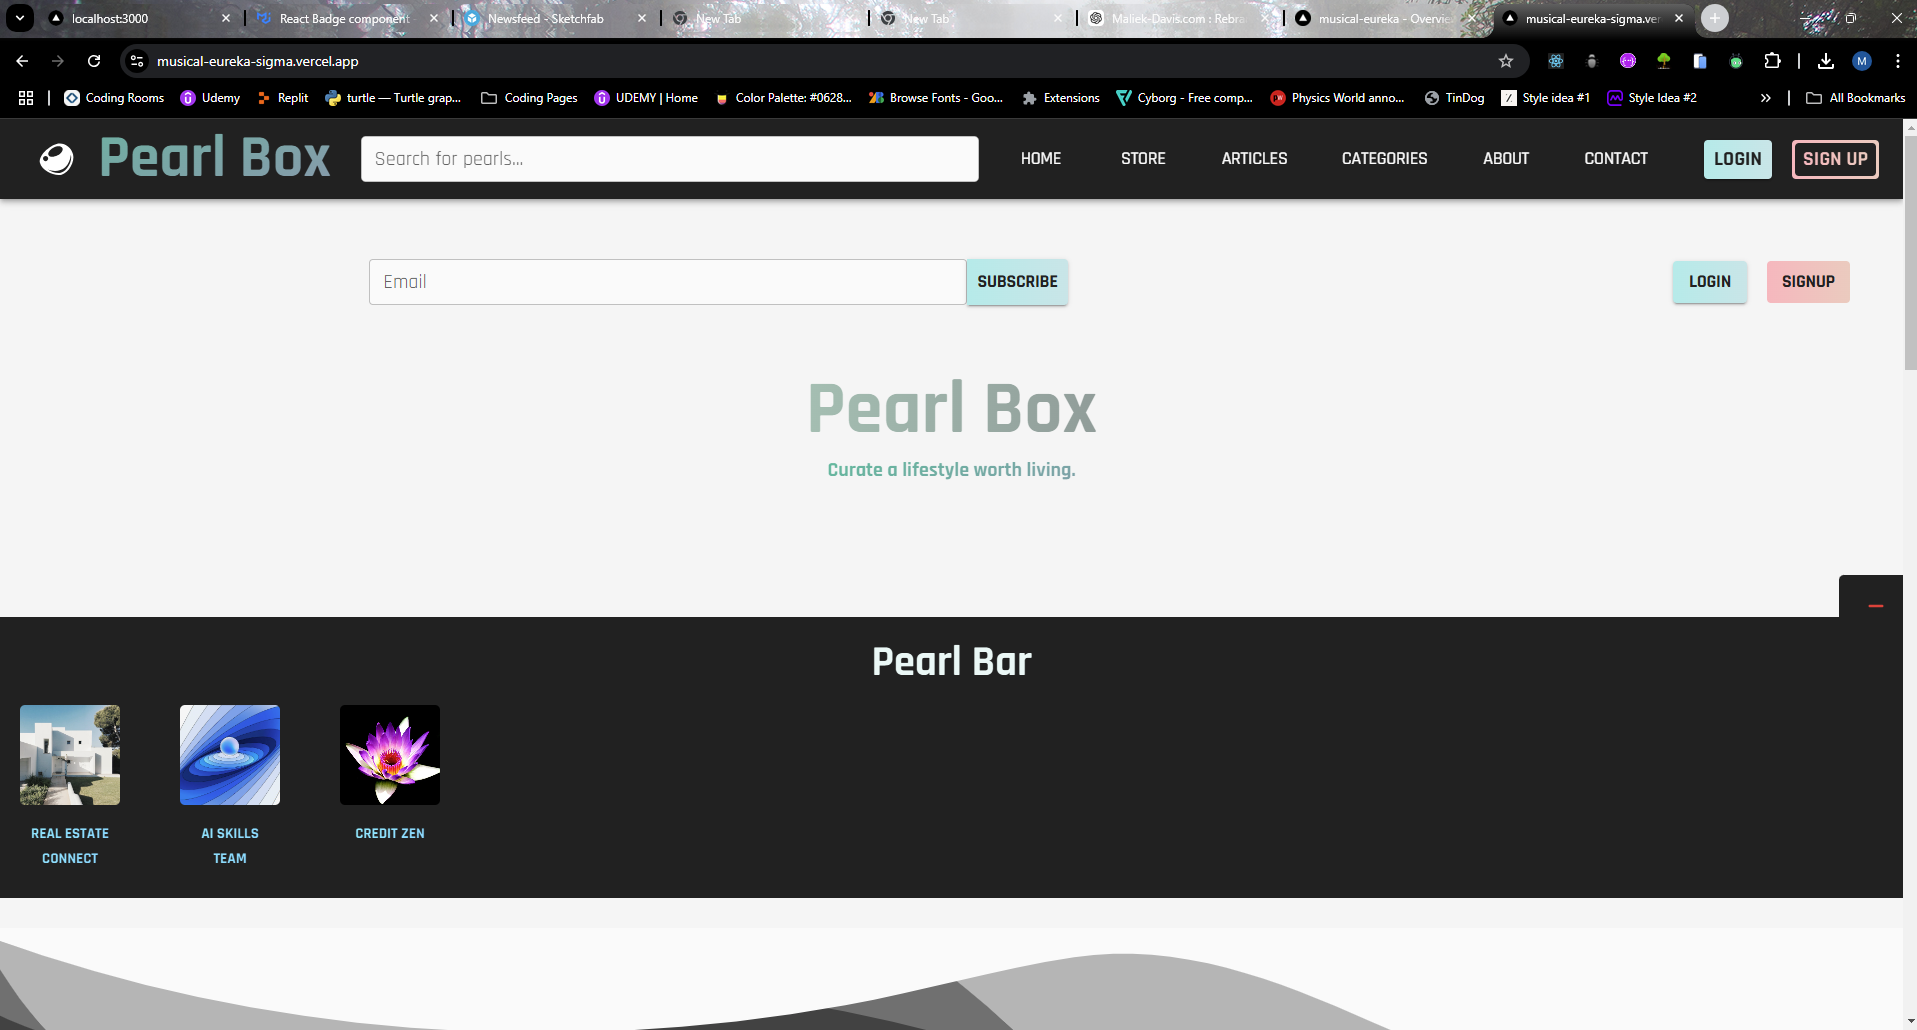 localhost:3000
React Badge component
Newsfeed - Sketchfab
New Tab
New Tab
Maliek-Davis.com : Rebra
musical-eureka - Overvie
musical-eureka-sigma.ver
musical-eureka-sigma.vercel.app
M
Coding Rooms
Udemy
Replit
turtle — Turtle grap...
Coding Pages
UDEMY | Home
Color Palette: #0628...
Browse Fonts - Goo...
Extensions
Cyborg - Free comp...
Physics World anno...
TinDog
Style idea #1
Style Idea #2
All Bookmarks
Pearl Box
Search for pearls...
HOME
STORE
ARTICLES
CATEGORIES
ABOUT
CONTACT
LOGIN
SIGN UP
Email
SUBSCRIBE
LOGIN
SIGNUP
Pearl Box
Curate a lifestyle worth living.
Pearl Bar
REAL ESTATE
CONNECT
AI SKILLS
TEAM
CREDIT ZEN